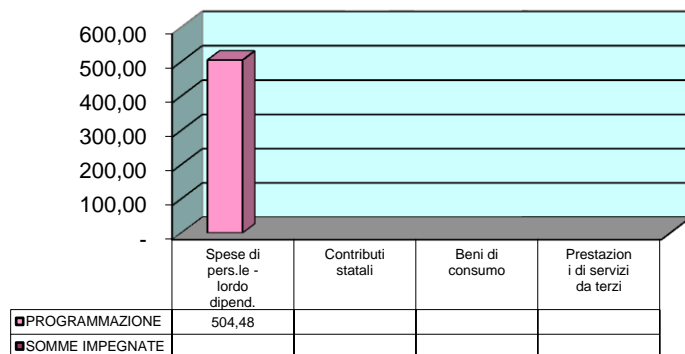 600,00
500,00
400,00
300,00
200,00
100,00
-
Spese di
pers.le -
lordo
dipend.
Contributi
statali
Beni di
consumo
Prestazion
i di servizi
da terzi
PROGRAMMAZIONE 504,48
SOMME IMPEGNATE